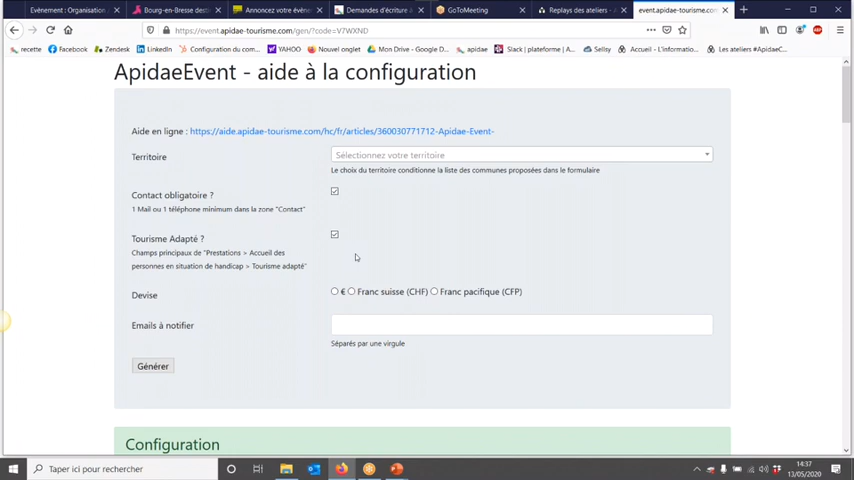 Evénement : Organisation
Bourg-en-Bresse desti
Annoncez votre évène
Demandes d'écriture
GoToMeeting
Replays des ateliers - A
event.apidae-tourisme.com/
https://event.apidae-tourisme.com/gen/?code=V7WXND
recette Facebook Zendesk LinkedIn Configuration du com... YAHOO Nouvel onglet Mon Drive - Google D... apidae Slack | plateforme | A... Sellsy Accueil - L'informatio... Les ateliers #ApidaeC...
ApidaeEvent - aide à la configuration
Aide en ligne : https://aide.apidae-tourisme.com/hc/fr/articles/360030771712-Apidae-Event-
Territoire
Sélectionnez votre territoire
Le choix du territoire conditionne la liste des communes proposées dans le formulaire
Contact obligatoire ?
1 Mail ou 1 téléphone minimum dans la zone "Contact"
Tourisme Adapté ?
Champs principaux de "Prestations > Accueil des
personnes en situation de handicap > Tourisme adapté"
Devise
€ Franc suisse (CHF) Franc pacifique (CFP)
Emails à notifier
Séparés par une virgule
Générer
Configuration
Taper ici pour rechercher
14:37
13/05/2020